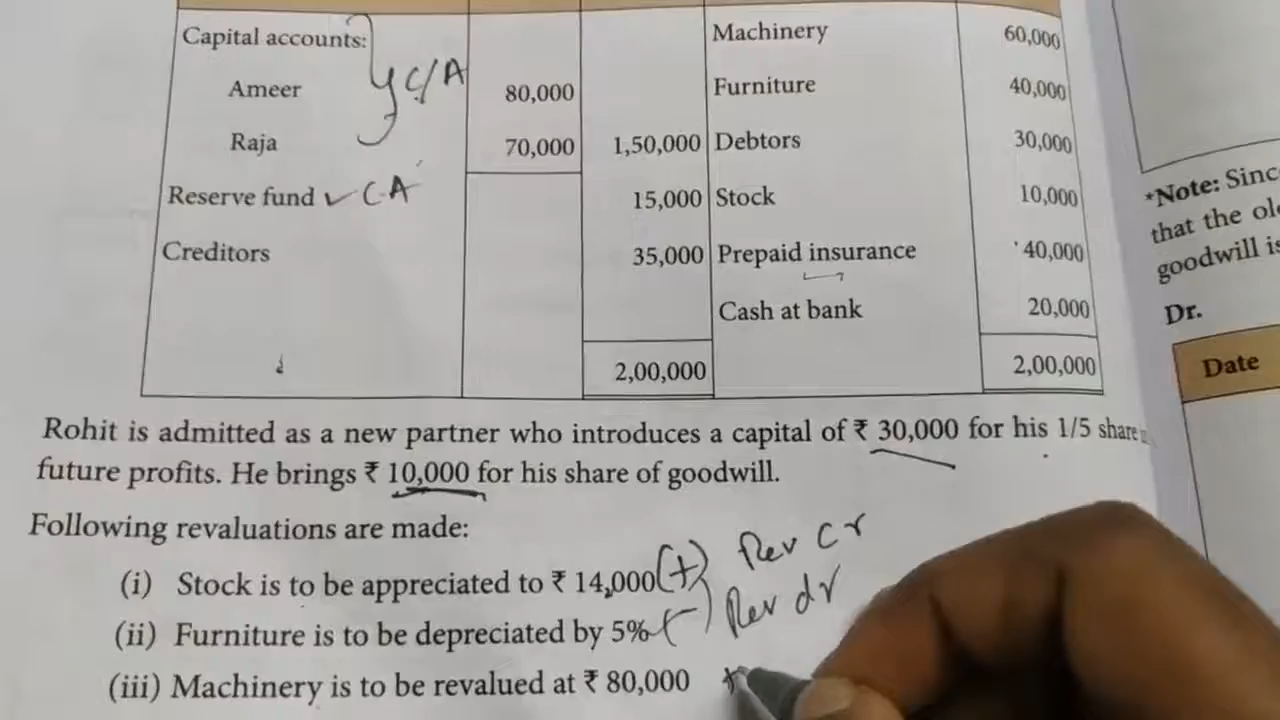 Capital accounts: Machinery 60,000
Ameer 80,000 Furniture 40,000
Raja 70,000 1,50,000 Debtors 30,000
} C/A
Reserve fund ✓ CA 15,000 Stock 10,000
Creditors 35,000 Prepaid insurance 40,000
Cash at bank 20,000
2,00,000 2,00,000
Rohit is admitted as a new partner who introduces a capital of ₹ 30,000 for his 1/5 share
future profits. He brings ₹ 10,000 for his share of goodwill.
Following revaluations are made:
(i) Stock is to be appreciated to ₹ 14,000 (+) Rev cr
(ii) Furniture is to be depreciated by 5% (-) Rev dr
(iii) Machinery is to be revalued at ₹ 80,000
*Note: Sinc
that the ol
goodwill is
Dr.
Date